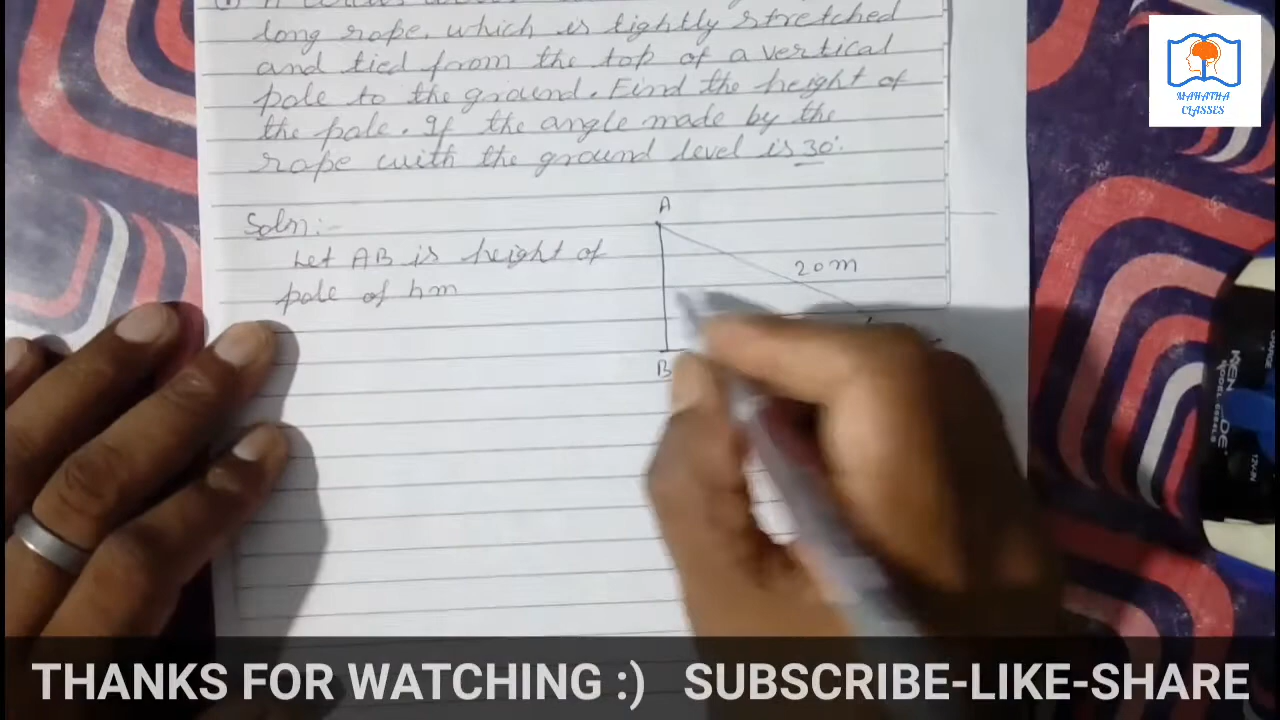 long rope, which is tightly stretched
and tied from the top of a vertical
pole to the ground. Find the height of
the pole. If the angle made by the
rope with the ground level is 30°.
Soln:-
Let AB is height of
pole of hm
A
20m
B
MAHATHA
CLASSES
KEN
MODEL
THANKS FOR WATCHING :) SUBSCRIBE-LIKE-SHARE